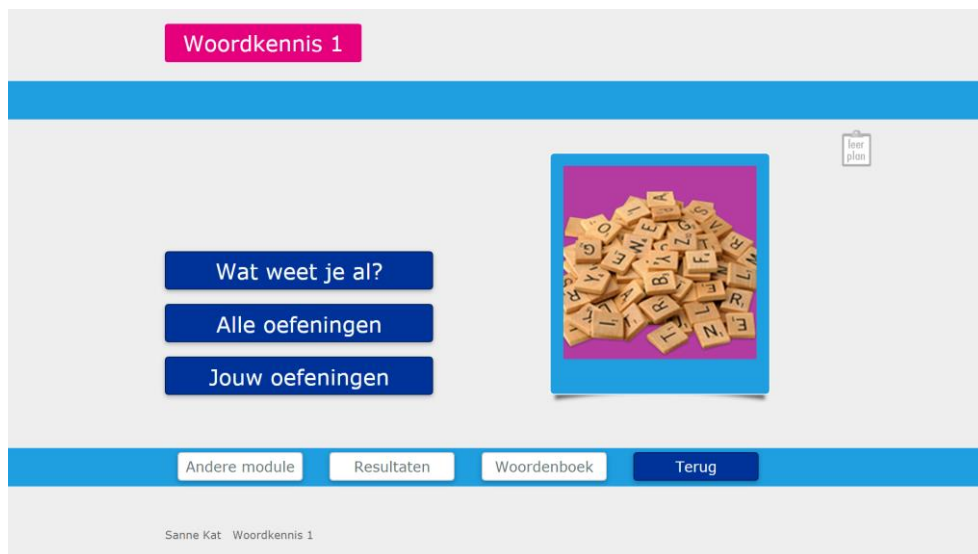 Woordkennis 1
leer
plan
Wat weet je al?
Alle oefeningen
Jouw oefeningen
Andere module
Resultaten
Woordenboek
Terug
Sanne Kat Woordkennis 1